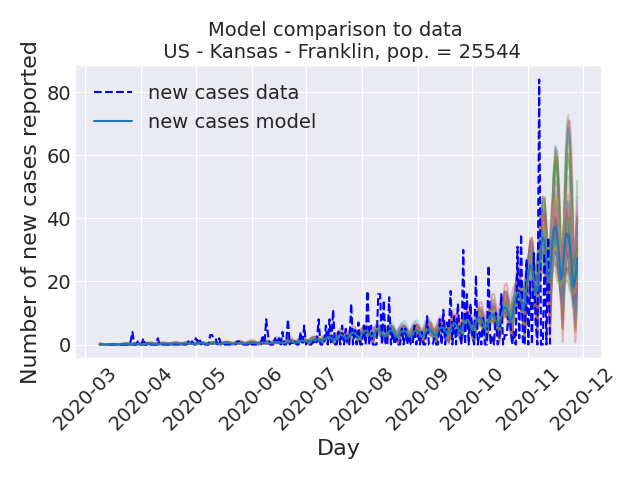 Model comparison to data
US - Kansas - Franklin, pop. = 25544
new cases data
new cases model
Number of new cases reported
80
60
40
20
0
2020-03
2020-04
2020-05
2020-06
2020-07
2020-08
2020-09
2020-10
2020-11
2020-12
Day